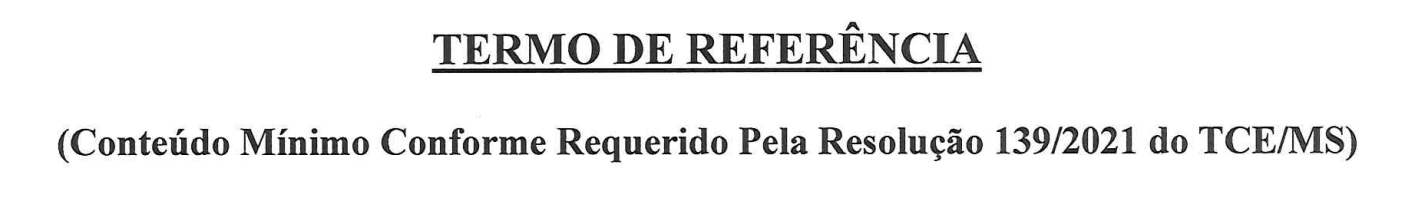 TERMO DE REFERÊNCIA
(Conteúdo Mínimo Conforme Requerido Pela Resolução 139/2021 do TCE/MS)